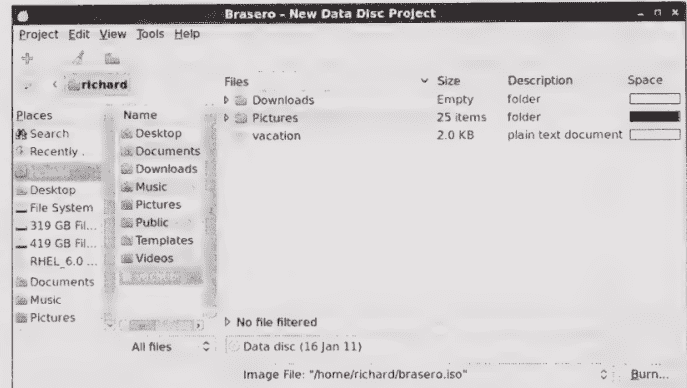 Brasero - New Data Disc Project
Project Edit View Tools Help
richard
Places
Search
Recently .
Desktop
File System
319 GB Fil...
419 GB Fil...
RHEL_6.0 ...
Documents
Music
Pictures
Name
Desktop
Documents
Downloads
Music
Pictures
Public
Templates
Videos
All files
Files Size Description Space
Downloads Empty folder
Pictures 25 items folder
vacation 2.0 KB plain text document
No file filtered
Data disc (16 Jan 11)
Image File: "/home/richard/brasero.iso" Burn...